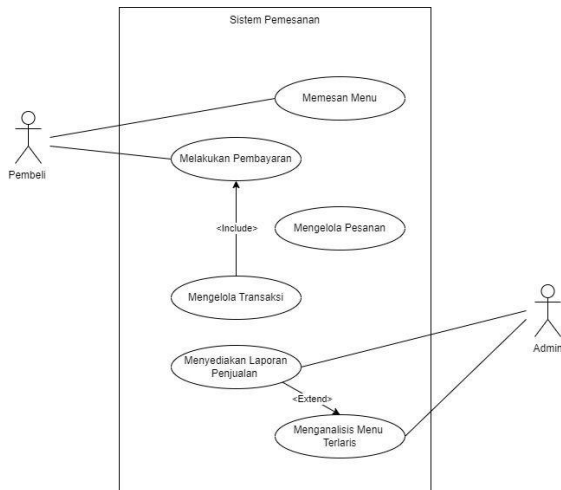 Sistem Pemesanan
Memesan Menu
Pembeli
Melakukan Pembayaran
<Include>
Mengelola Pesanan
Mengelola Transaksi
Admin
Menyediakan Laporan
Penjualan
<Extend>
Menganalisis Menu
Terlaris